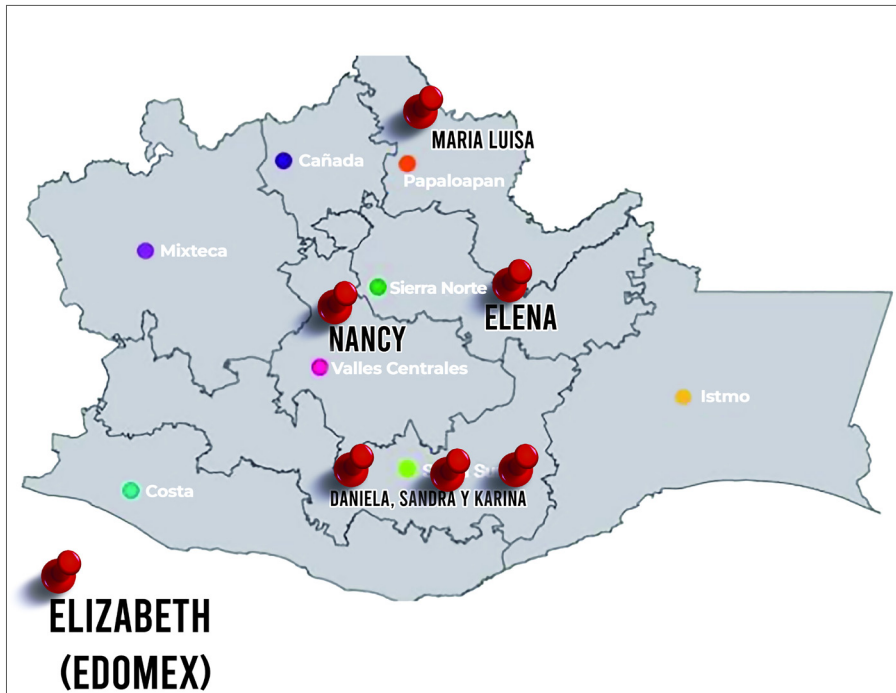 MARIA LUISA
Cañada
Papaloapan
Mixteca
Sierra Norte
ELENA
NANCY
Valles Centrales
Istmo
DANIELA, SANDRA Y KARINA
Costa
ELIZABETH
(EDOMEX)